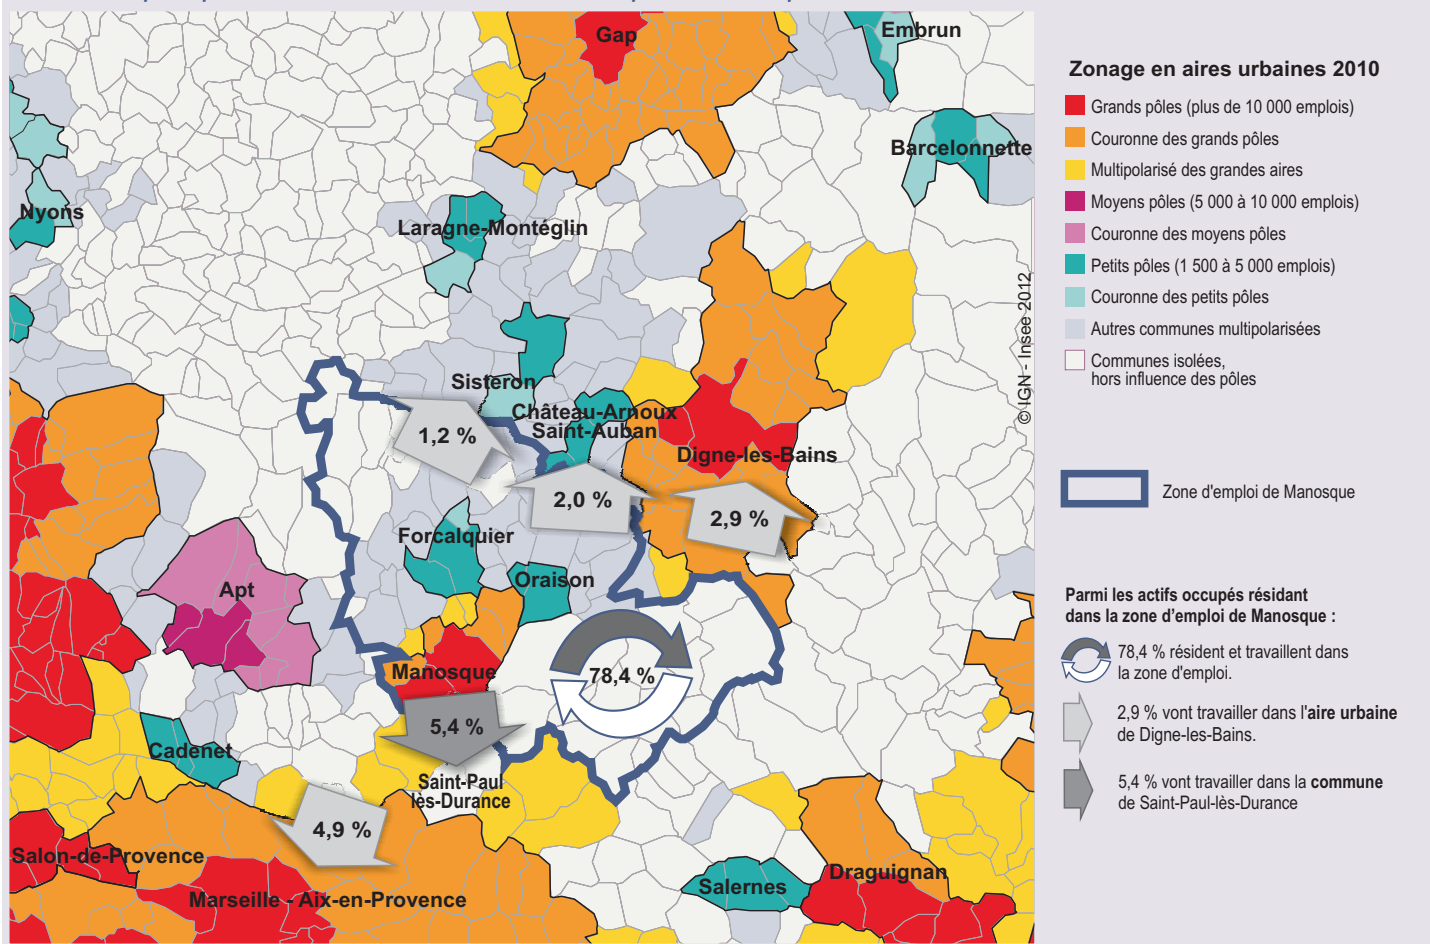 Gap
Embrun
Barcelonnette
Nyons
Laragne-Montéglin
Sisteron
Château-Arnoux
Saint-Auban
Digne-les-Bains
1,2 %
2,0 %
2,9 %
Forcalquier
Oraison
Apt
Manosque
78,4 %
5,4 %
Cadenet
Saint-Paul
lès-Durance
4,9 %
Salon-de-Provence
Marseille - Aix-en-Provence
Salernes
Draguignan
© IGN - Insee 2012
Zonage en aires urbaines 2010
Grands pôles (plus de 10 000 emplois)
Couronne des grands pôles
Multipolarisé des grandes aires
Moyens pôles (5 000 à 10 000 emplois)
Couronne des moyens pôles
Petits pôles (1 500 à 5 000 emplois)
Couronne des petits pôles
Autres communes multipolarisées
Communes isolées,
hors influence des pôles
Zone d'emploi de Manosque
Parmi les actifs occupés résidant
dans la zone d'emploi de Manosque :
78,4 % résident et travaillent dans
la zone d'emploi.
2,9 % vont travailler dans l'aire urbaine
de Digne-les-Bains.
5,4 % vont travailler dans la commune
de Saint-Paul-lès-Durance